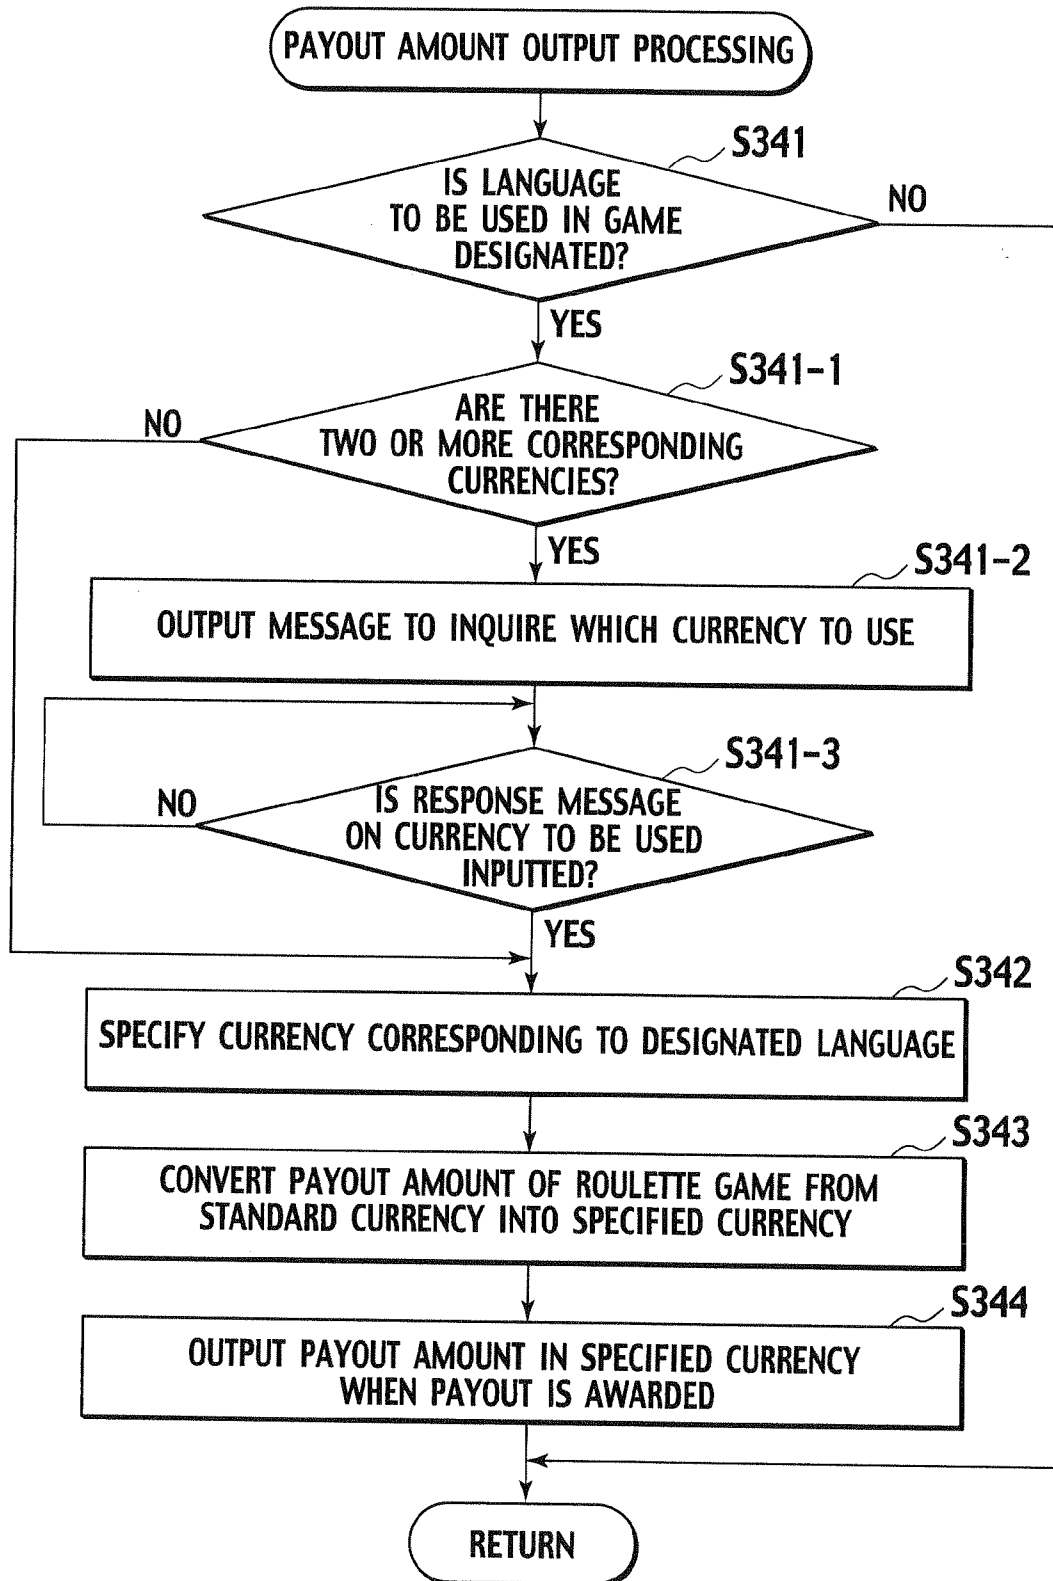 PAYOUT AMOUNT OUTPUT PROCESSING
S341
IS LANGUAGE
TO BE USED IN GAME
DESIGNATED?
NO
YES
S341-1
ARE THERE
TWO OR MORE CORRESPONDING
CURRENCIES?
NO
YES
S341-2
OUTPUT MESSAGE TO INQUIRE WHICH CURRENCY TO USE
S341-3
IS RESPONSE MESSAGE
ON CURRENCY TO BE USED
INPUTTED?
NO
YES
S342
SPECIFY CURRENCY CORRESPONDING TO DESIGNATED LANGUAGE
S343
CONVERT PAYOUT AMOUNT OF ROULETTE GAME FROM
STANDARD CURRENCY INTO SPECIFIED CURRENCY
S344
OUTPUT PAYOUT AMOUNT IN SPECIFIED CURRENCY
WHEN PAYOUT IS AWARDED
RETURN